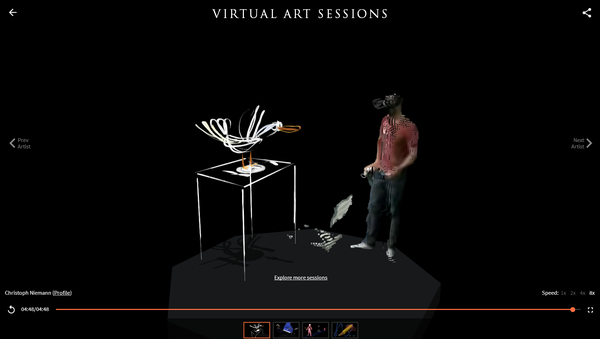 VIRTUAL ART SESSIONS
Prev
Artist
Next
Artist
Explore more sessions
Christoph Niemann (Profile)
Speed: 1x 2x 4x 8x
04:48/04:48